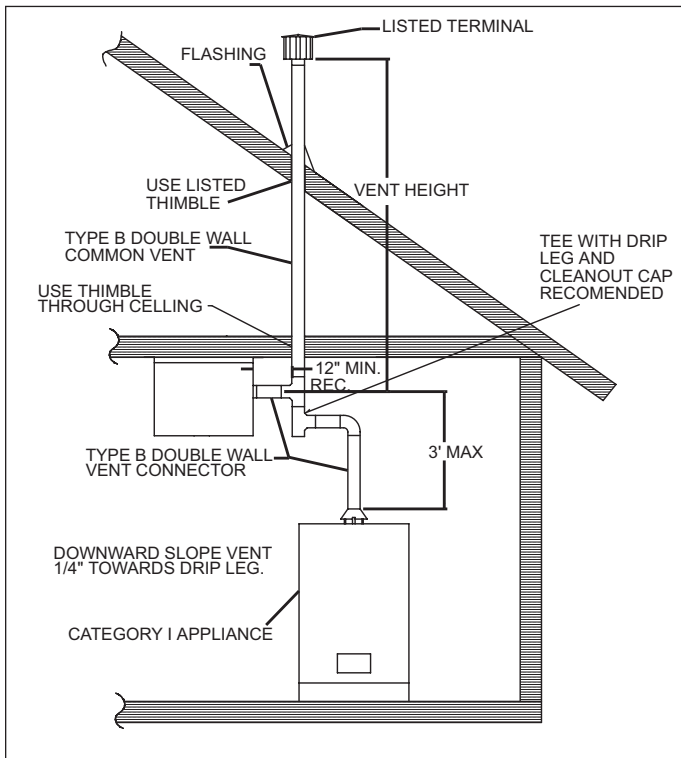 LISTED TERMINAL
FLASHING
USE LISTED
THIMBLE
VENT HEIGHT
TYPE B DOUBLE WALL
COMMON VENT
TEE WITH DRIP
LEG AND
CLEANOUT CAP
RECOMENDED
USE THIMBLE
THROUGH CELLING
12" MIN.
REC.
TYPE B DOUBLE WALL
VENT CONNECTOR
3' MAX
DOWNWARD SLOPE VENT
1/4" TOWARDS DRIP LEG.
CATEGORY I APPLIANCE